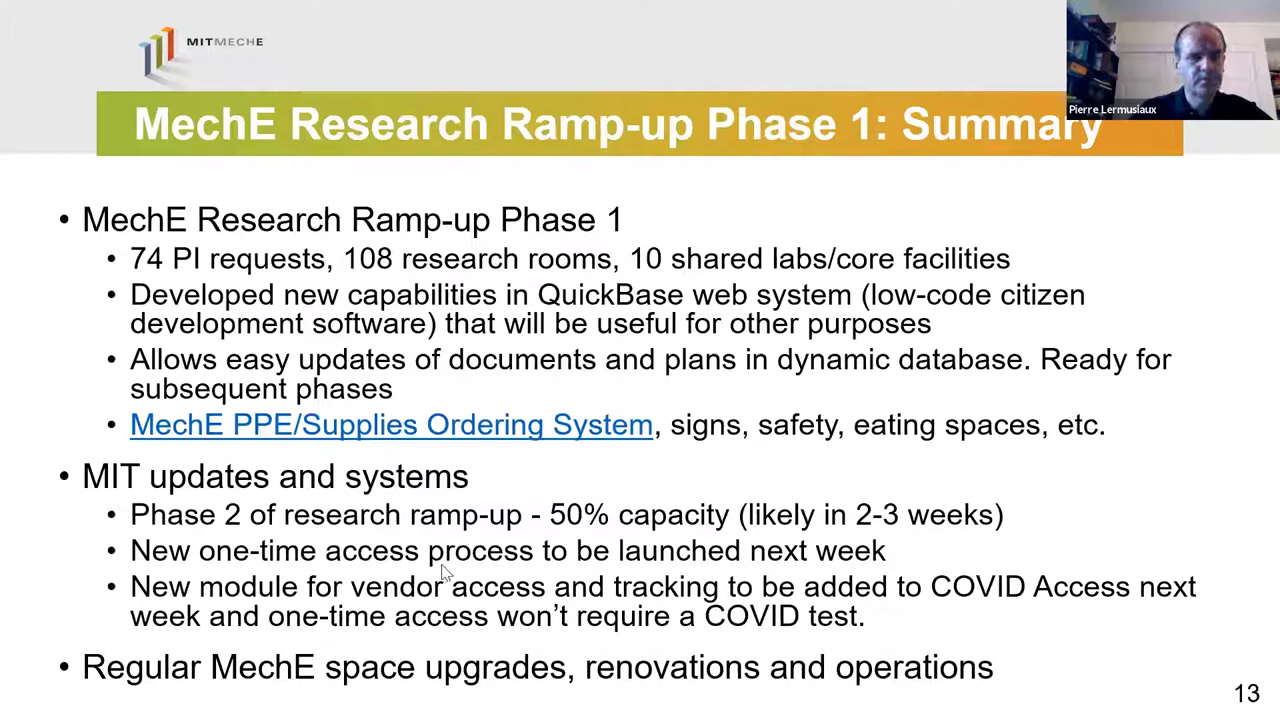 MITMECHE
Pierre Lermusiaux
MechE Research Ramp-up Phase 1: Summary
• MechE Research Ramp-up Phase 1
• 74 PI requests, 108 research rooms, 10 shared labs/core facilities
• Developed new capabilities in QuickBase web system (low-code citizen
development software) that will be useful for other purposes
• Allows easy updates of documents and plans in dynamic database. Ready for
subsequent phases
• MechE PPE/Supplies Ordering System, signs, safety, eating spaces, etc.
• MIT updates and systems
• Phase 2 of research ramp-up - 50% capacity (likely in 2-3 weeks)
• New one-time access process to be launched next week
• New module for vendor access and tracking to be added to COVID Access next
week and one-time access won’t require a COVID test.
• Regular MechE space upgrades, renovations and operations
13